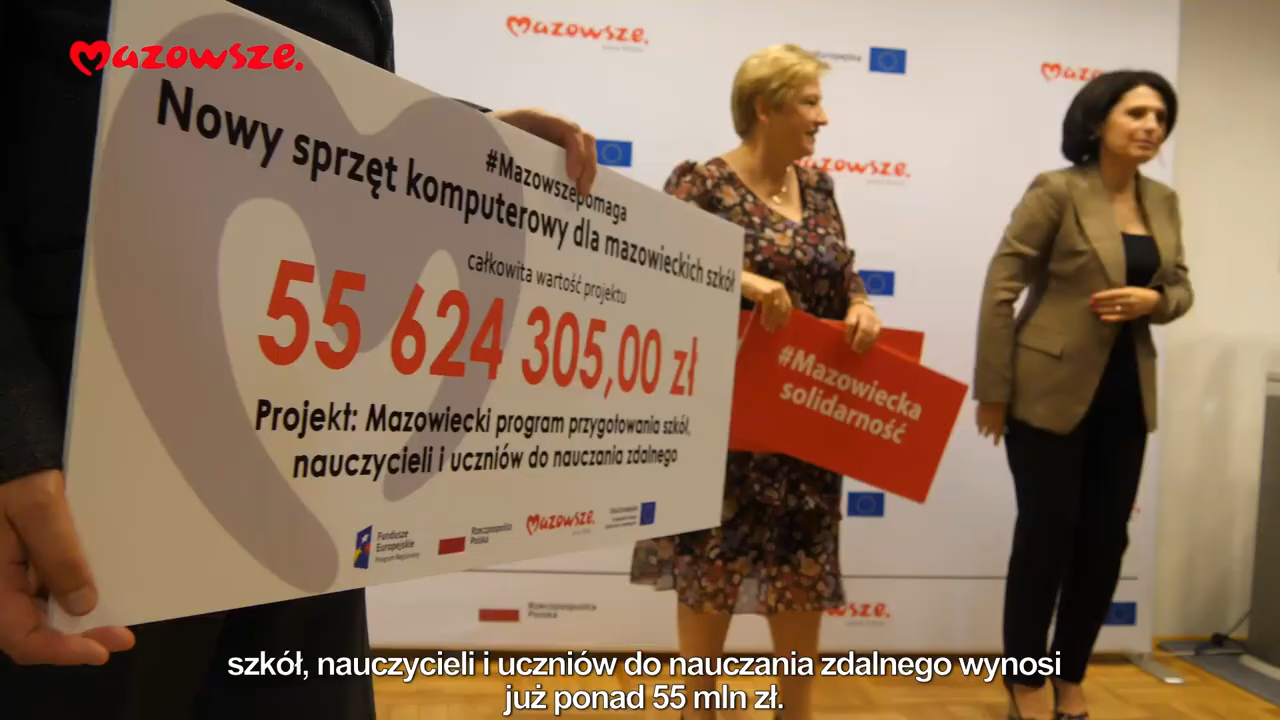 Mazowsze.
Mazowsze.
#Mazowszepomaga
Nowy sprzęt komputerowy dla mazowieckich szkół
całkowita wartość projektu
55 624 305,00 zł
Projekt: Mazowiecki program przygotowania szkół,
nauczycieli i uczniów do nauczania zdalnego
Fundusze
Europejskie
Program Regionalny
Rzeczpospolita
Polska
Mazowsze.
#Mazowiecka
solidarność
Mazowsze.
Rzeczpospolita
Polska
szkół, nauczycieli i uczniów do nauczania zdalnego wynosi
już ponad 55 mln zł.